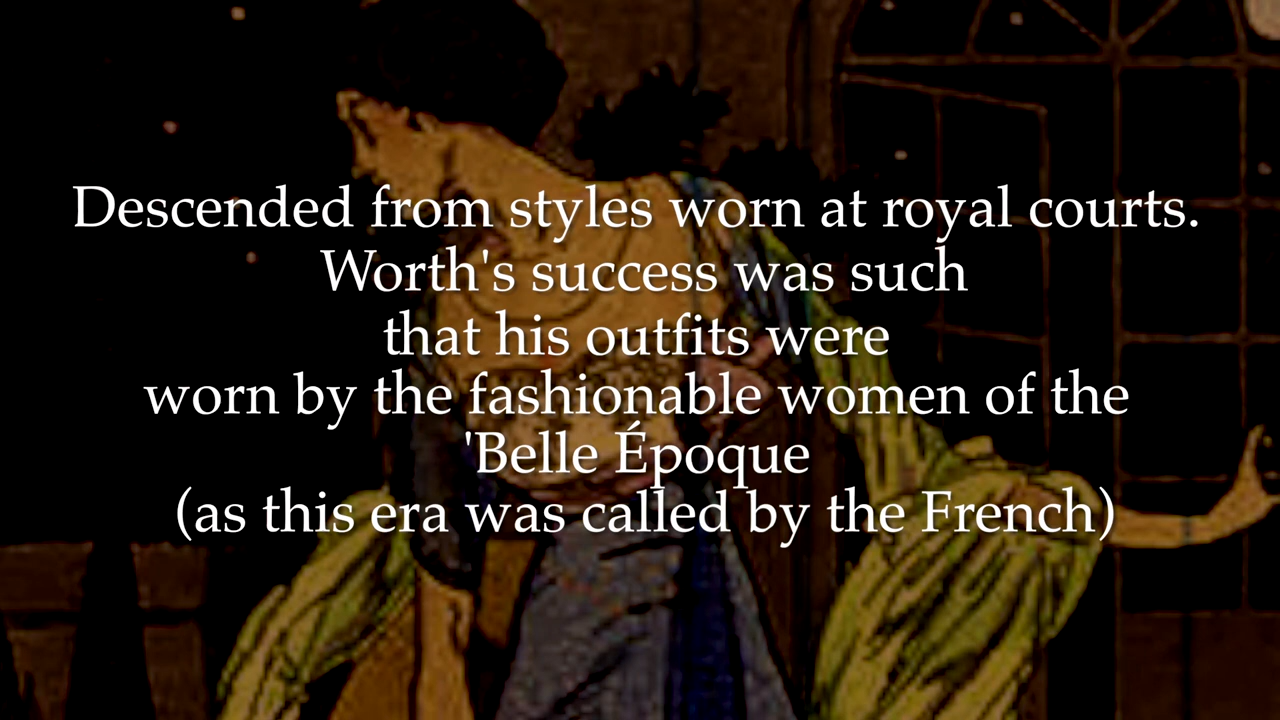 Descended from styles worn at royal courts.
Worth's success was such
that his outfits were
worn by the fashionable women of the
'Belle Époque
(as this era was called by the French)